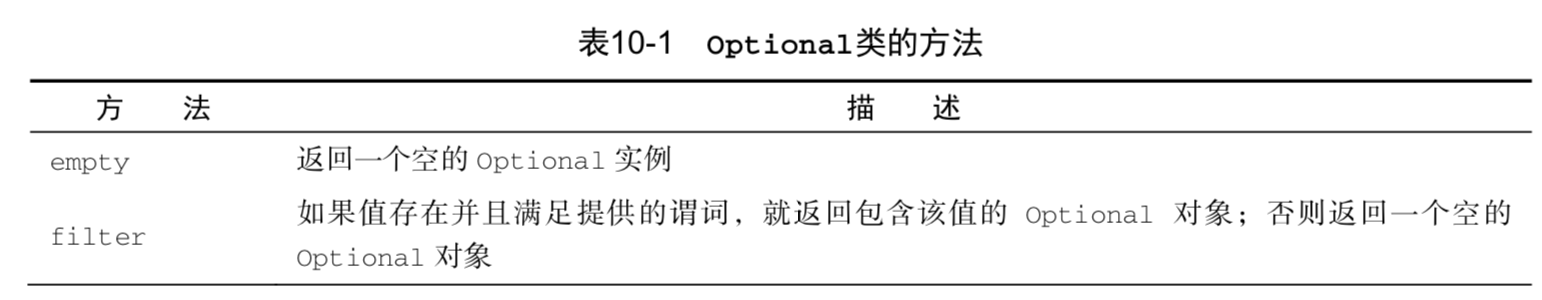 表10-1 Optional类的方法
方 法 描 述
empty 返回一个空的 Optional 实例
filter 如果值存在并且满足提供的谓词，就返回包含该值的 Optional 对象；否则返回一个空的
Optional 对象